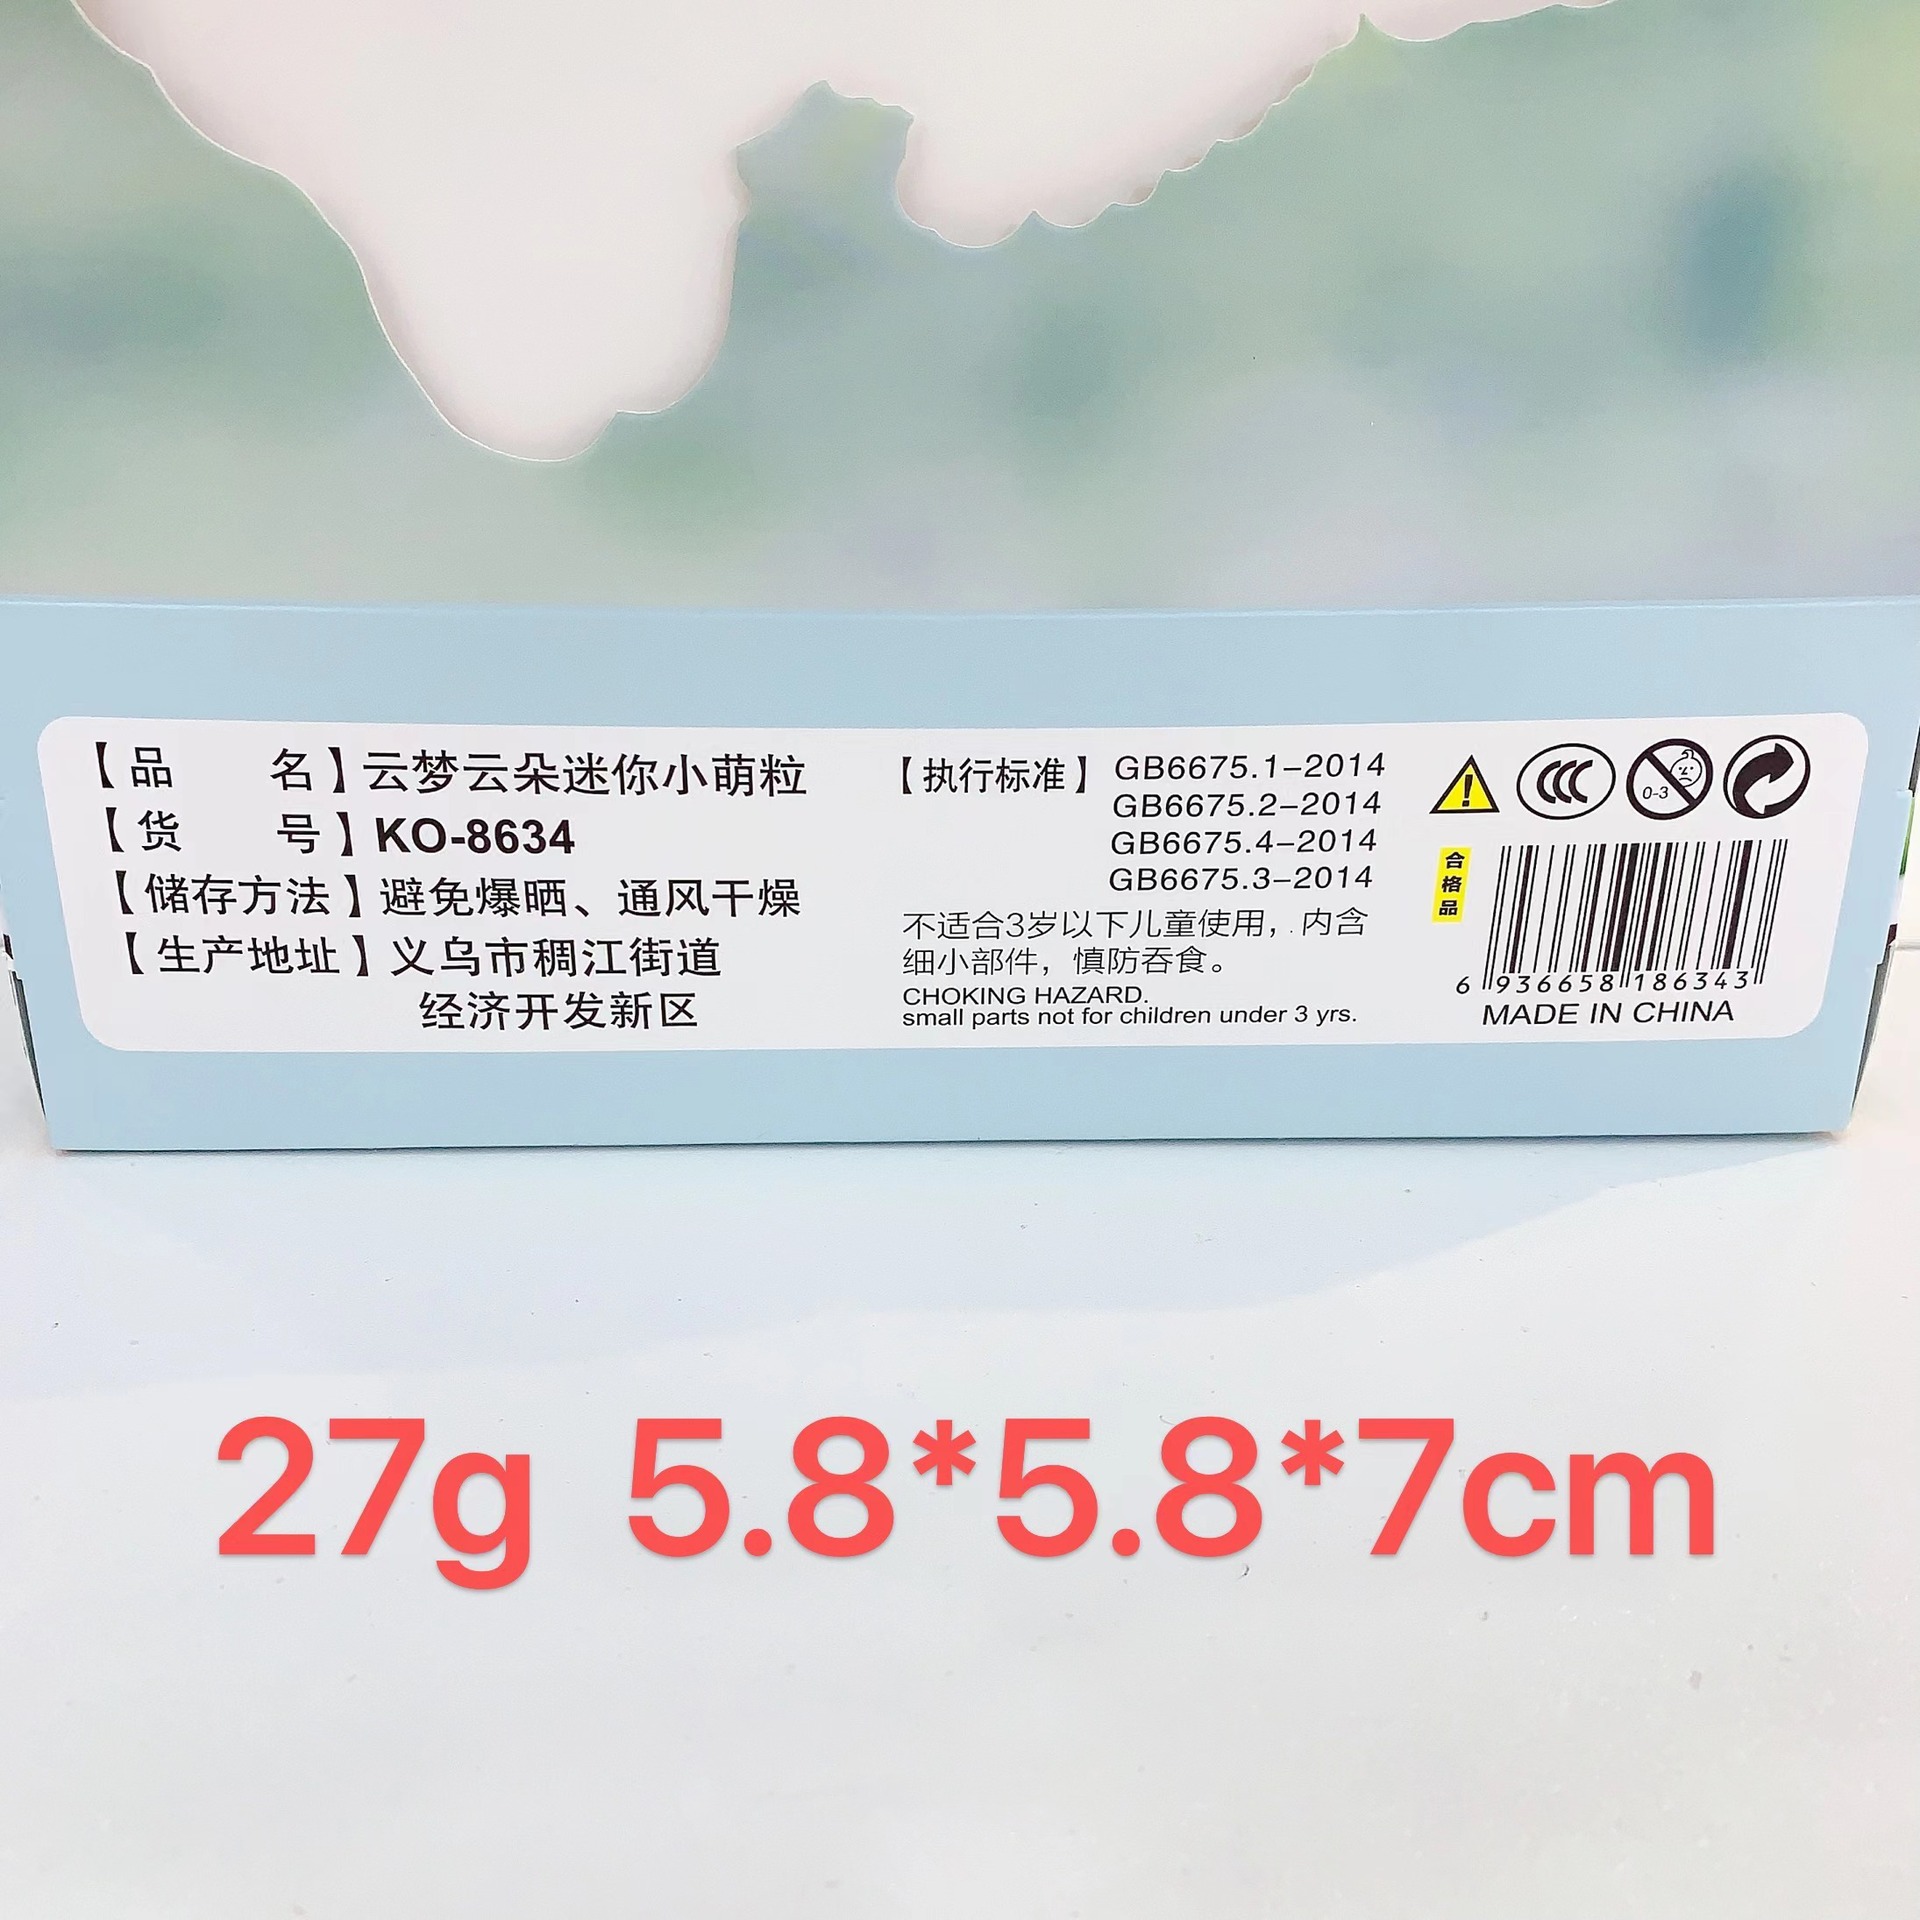 【品 名】云梦云朵迷你小萌粒
【货 号】KO-8634
【储存方法】避免爆晒、通风干燥
【生产地址】义乌市稠江街道
经济开发新区
【执行标准】GB6675.1-2014
GB6675.2-2014
GB6675.4-2014
GB6675.3-2014
不适合3岁以下儿童使用，内含
细小部件，慎防吞食。
CHOKING HAZARD.
small parts not for children under 3 yrs.
!
CCC
0-3
合格品
6 936658 186343
MADE IN CHINA
27g 5.8*5.8*7cm